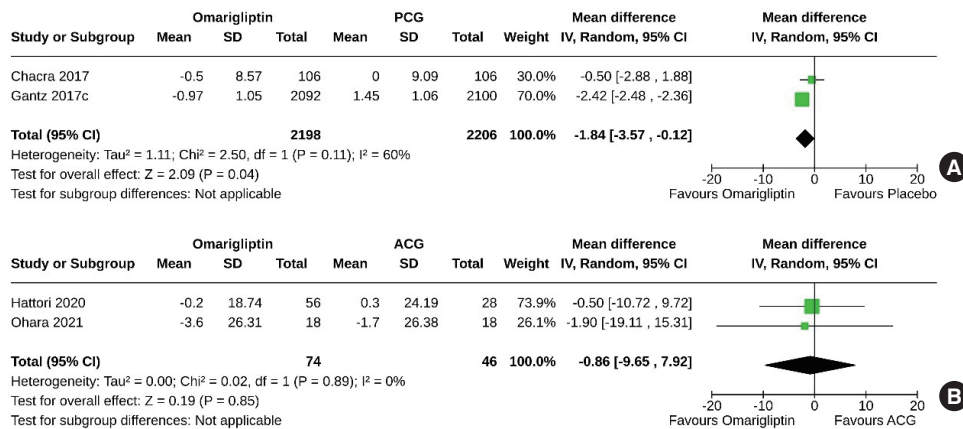 Omarigliptin PCG Mean difference Mean difference
Study or Subgroup Mean SD Total Mean SD Total Weight IV, Random, 95% CI IV, Random, 95% CI
Chacra 2017 -0.5 8.57 106 0 9.09 106 30.0% -0.50 [-2.88 , 1.88]
Gantz 2017c -0.97 1.05 2092 1.45 1.06 2100 70.0% -2.42 [-2.48 , -2.36]
Total (95% CI) 2198 2206 100.0% -1.84 [-3.57 , -0.12]
Heterogeneity: Tau² = 1.11; Chi² = 2.50, df = 1 (P = 0.11); I² = 60%
Test for overall effect: Z = 2.09 (P = 0.04)
Test for subgroup differences: Not applicable
-20 -10 0 10 20
Favours Omarigliptin Favours Placebo
A
Omarigliptin ACG Mean difference Mean difference
Study or Subgroup Mean SD Total Mean SD Total Weight IV, Random, 95% CI IV, Random, 95% CI
Hattori 2020 -0.2 18.74 56 0.3 24.19 28 73.9% -0.50 [-10.72 , 9.72]
Ohara 2021 -3.6 26.31 18 -1.7 26.38 18 26.1% -1.90 [-19.11 , 15.31]
Total (95% CI) 74 46 100.0% -0.86 [-9.65 , 7.92]
Heterogeneity: Tau² = 0.00; Chi² = 0.02, df = 1 (P = 0.89); I² = 0%
Test for overall effect: Z = 0.19 (P = 0.85)
Test for subgroup differences: Not applicable
-20 -10 0 10 20
Favours Omarigliptin Favours ACG
B